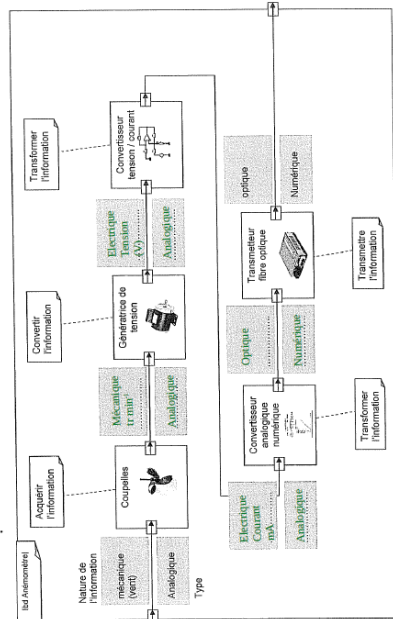 Ibd Anémomètre
Acquérir
l'information
Convertir
l'information
Transformer
l'information
Nature de
l'information
mécanique
(vent)
Analogique
Type
Coupelles
Mécanique
tr min⁻¹
Analogique
Génératrice de
tension
Electrique
Tension
(V)
Analogique
Convertisseur
tension / courant
Electrique
Courant
mA
Analogique
Convertisseur
analogique
numérique
Optique
Numérique
Transmetteur
fibre optique
optique
Numérique
Transformer
l'information
Transmettre
l'information